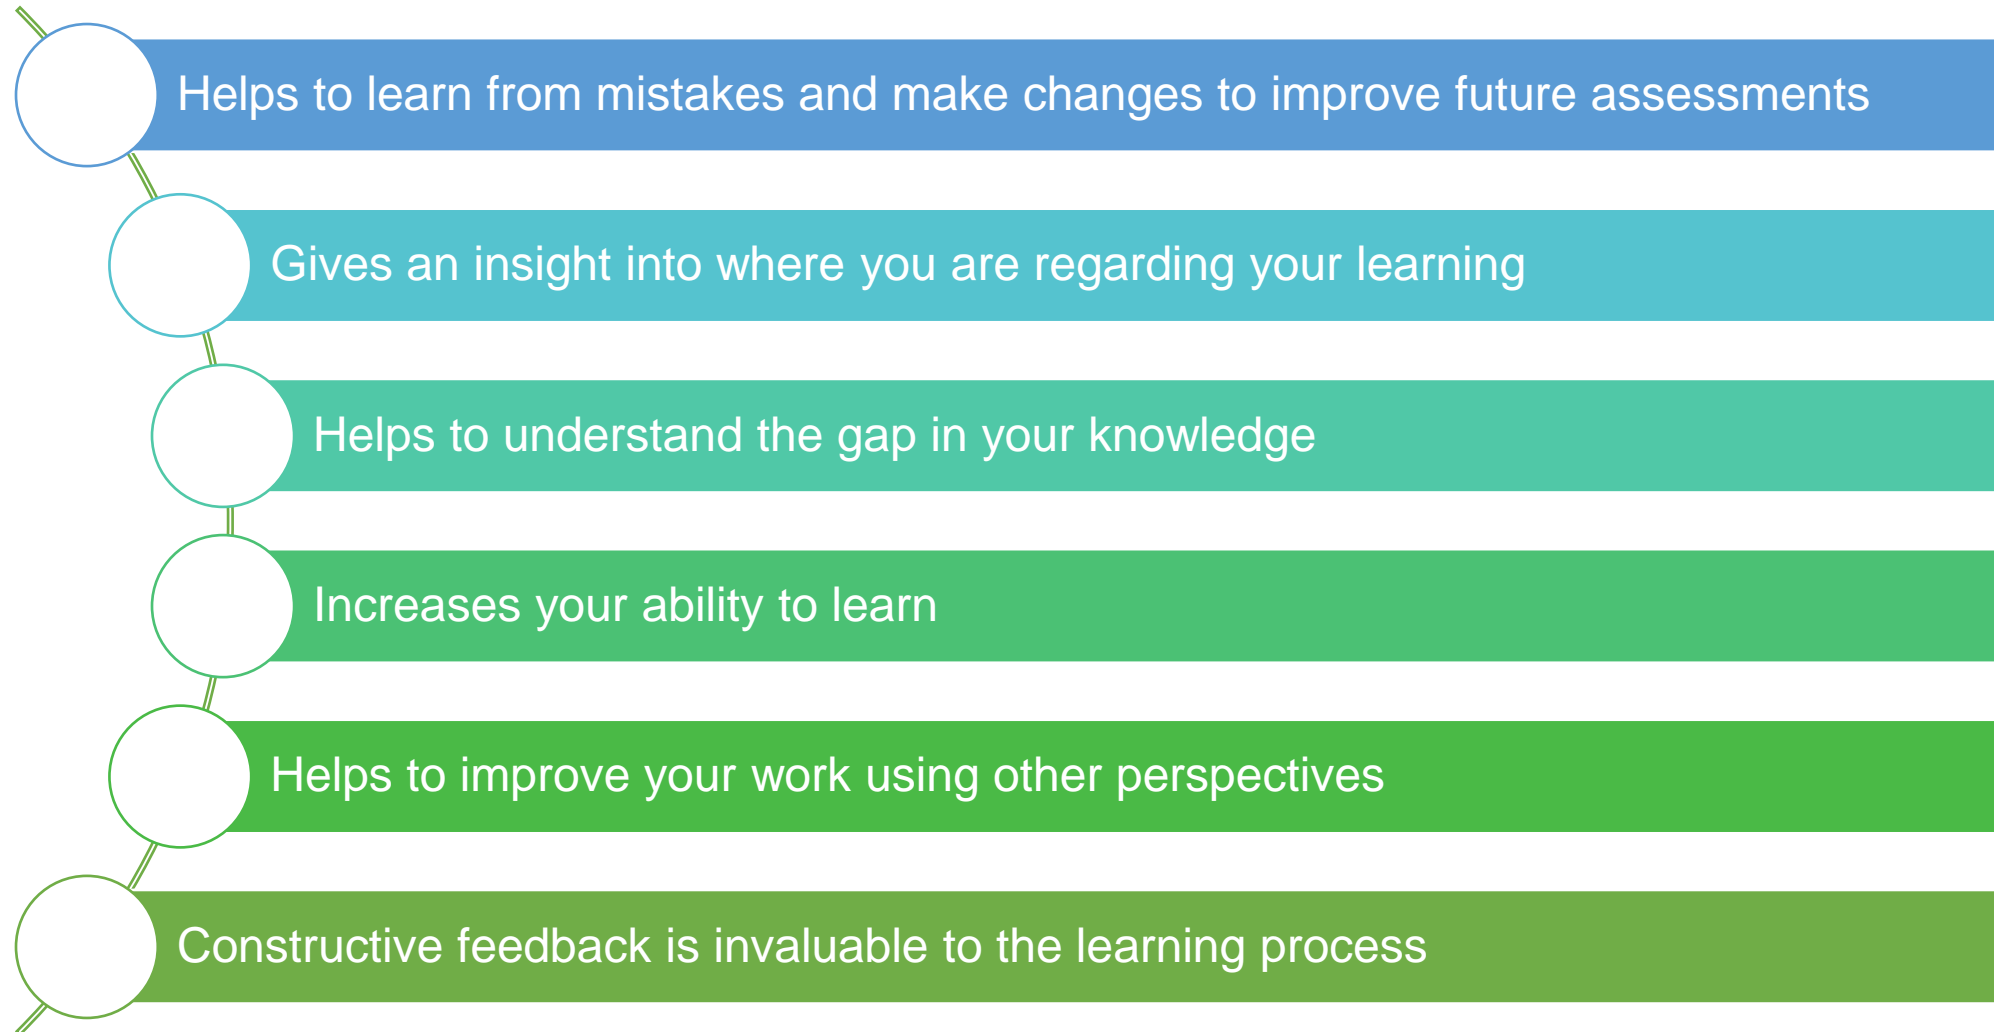 Helps to learn from mistakes and make changes to improve future assessments
Gives an insight into where you are regarding your learning
Helps to understand the gap in your knowledge
Increases your ability to learn
Helps to improve your work using other perspectives
Constructive feedback is invaluable to the learning process